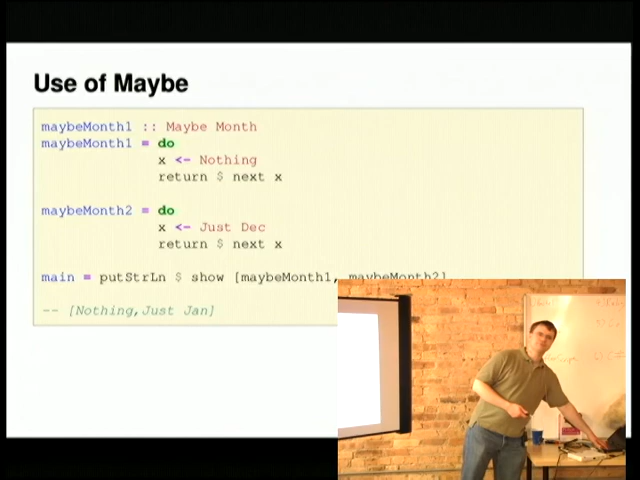 Use of Maybe
maybeMonth1 :: Maybe Month
maybeMonth1 = do
x <- Nothing
return $ next x
maybeMonth2 = do
x <- Just Dec
return $ next x
main = putStrLn $ show [maybeMonth1, maybeMonth2]
-- [Nothing,Just Jan]